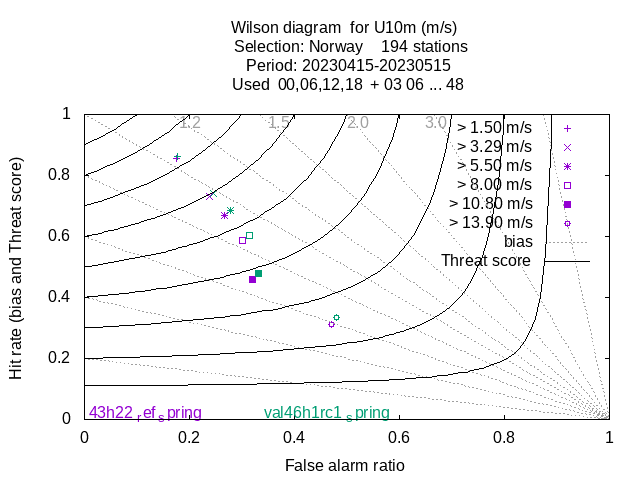 Wilson diagram  for U10m (m/s)
Selection: Norway    194 stations
Period: 20230415-20230515
Used  00,06,12,18  + 03 06 ... 48
Hit rate (bias and Threat score)
1
0.8
0.6
0.4
0.2
0
1.2 1.5 2.0 3.0
> 1.50 m/s
> 3.29 m/s
> 5.50 m/s
> 8.00 m/s
> 10.80 m/s
> 13.90 m/s
bias
Threat score
43h22_ref_spring val46h1rc1_spring
0 0.2 0.4 0.6 0.8 1
False alarm ratio